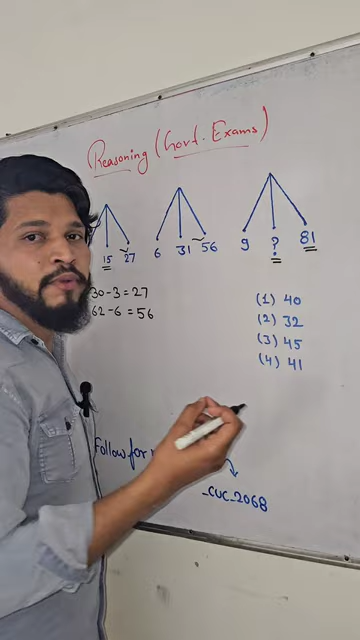 Reasoning (Govt. Exams)
15 27 6 31 56 9 ? 81
30-3=27
62-6=56
(1) 40
(2) 32
(3) 45
(4) 41
Follow for
_CUC_2068